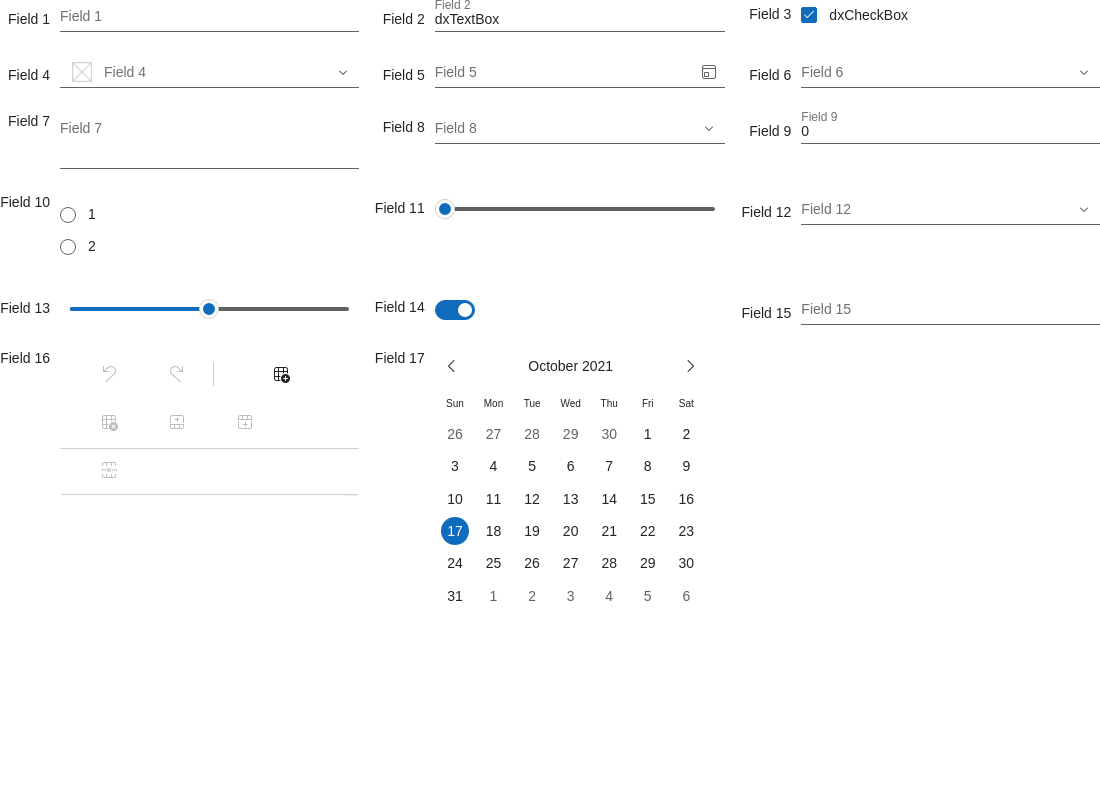 Field 1 Field 1
Field 2 Field 2
dxTextBox
Field 3 dxCheckBox
Field 4 Field 4
Field 5 Field 5
Field 6 Field 6
Field 7 Field 7
Field 8 Field 8
Field 9 Field 9
0
Field 10
1
2
Field 11
Field 12 Field 12
Field 13
Field 14
Field 15 Field 15
Field 16
Field 17
October 2021
Sun Mon Tue Wed Thu Fri Sat
26 27 28 29 30 1 2
3 4 5 6 7 8 9
10 11 12 13 14 15 16
17 18 19 20 21 22 23
24 25 26 27 28 29 30
31 1 2 3 4 5 6